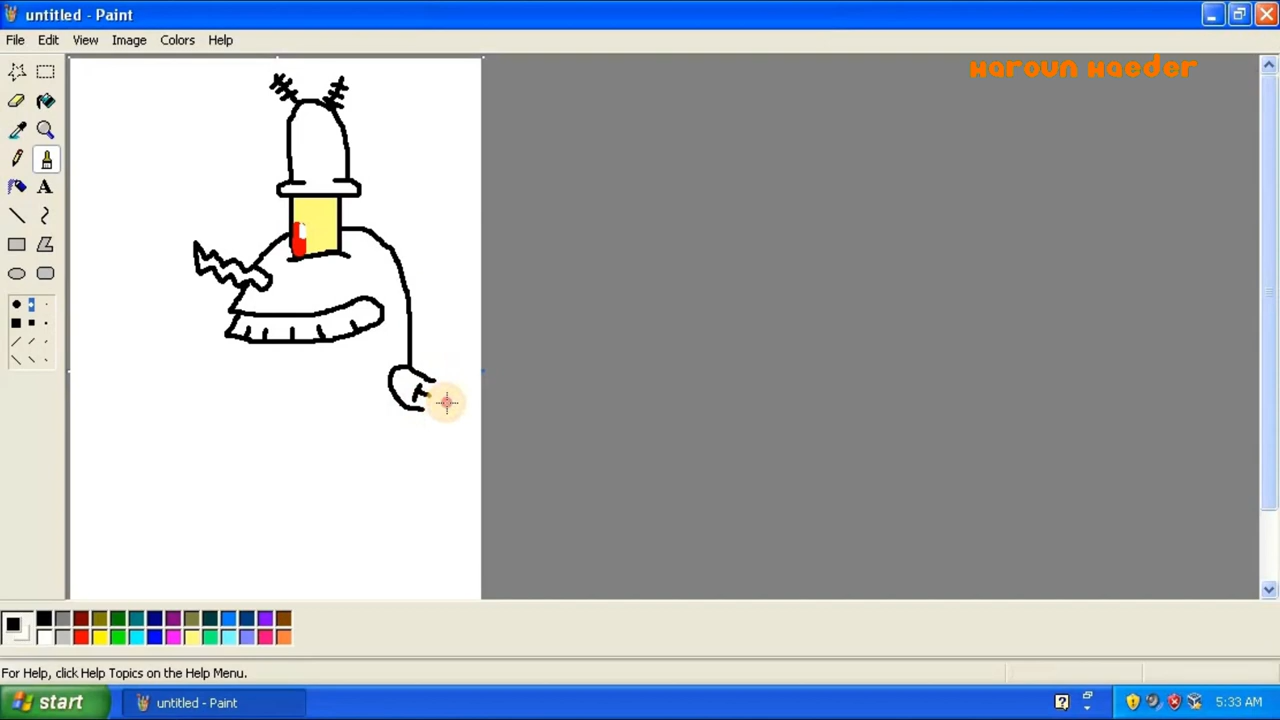 untitled - Paint
File Edit View Image Colors Help
Haroun Haeder
A
For Help, click Help Topics on the Help Menu.
start untitled - Paint ? 5:33 AM